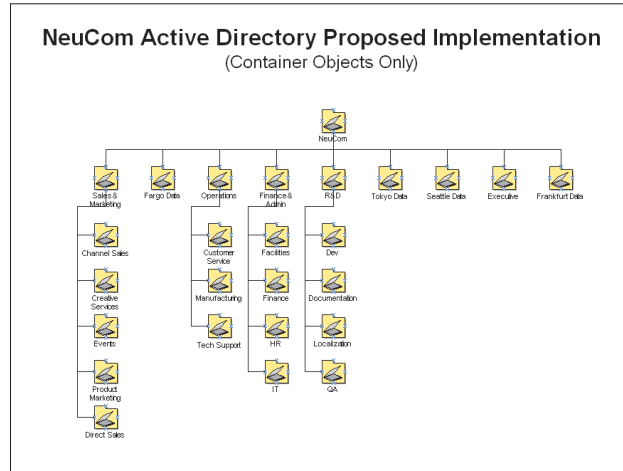 NeuCom Active Directory Proposed Implementation
(Container Objects Only)
NeuCom
Sales &
Marketing
Fargo Data
Operations
Finance &
Admin
R&D
Tokyo Data
Seattle Data
Executive
Frankfurt Data
Channel Sales
Customer
Service
Facilities
Dev
Creative
Services
Manufacturing
Finance
Documentation
Events
Tech Support
HR
Localization
Product
Marketing
IT
QA
Direct Sales